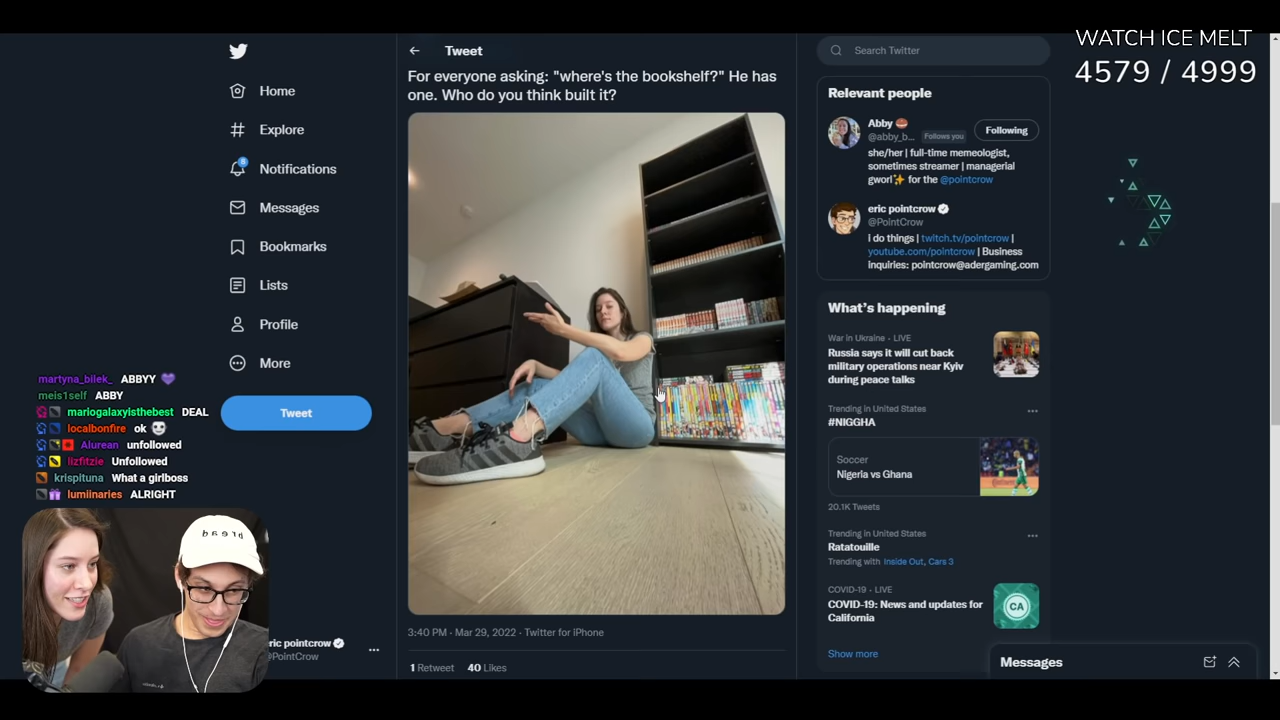 WATCH ICE MELT
4579 / 4999
Home
Explore
6
Notifications
Messages
Bookmarks
Lists
Profile
More
Tweet
martyna_bilek_ ABBYY
meis1self ABBY
mariogalaxyisthebest DEAL
localbonfire ok
Alurean unfollowed
lizfitzie Unfollowed
krispituna What a girlboss
lumiinaries ALRIGHT
bread
eric pointcrow
@PointCrow
Tweet
For everyone asking: "where's the bookshelf?" He has
one. Who do you think built it?
3:40 PM · Mar 29, 2022 · Twitter for iPhone
1 Retweet 40 Likes
Search Twitter
Relevant people
Abby
@abby_b... Follows you
Following
she/her | full-time memeologist,
sometimes streamer | managerial
gworl✨ for the @pointcrow
eric pointcrow
@PointCrow
i do things | twitch.tv/pointcrow |
youtube.com/pointcrow | Business
inquiries: pointcrow@adergaming.com
What's happening
War in Ukraine · LIVE
Russia says it will cut back
military operations near Kyiv
during peace talks
Trending in United States
#NIGGHA
Soccer
Nigeria vs Ghana
20.1K Tweets
Trending in United States
Ratatouille
Trending with Inside Out, Cars 3
COVID-19 · LIVE
COVID-19: News and updates for
California
CA
Show more
Messages